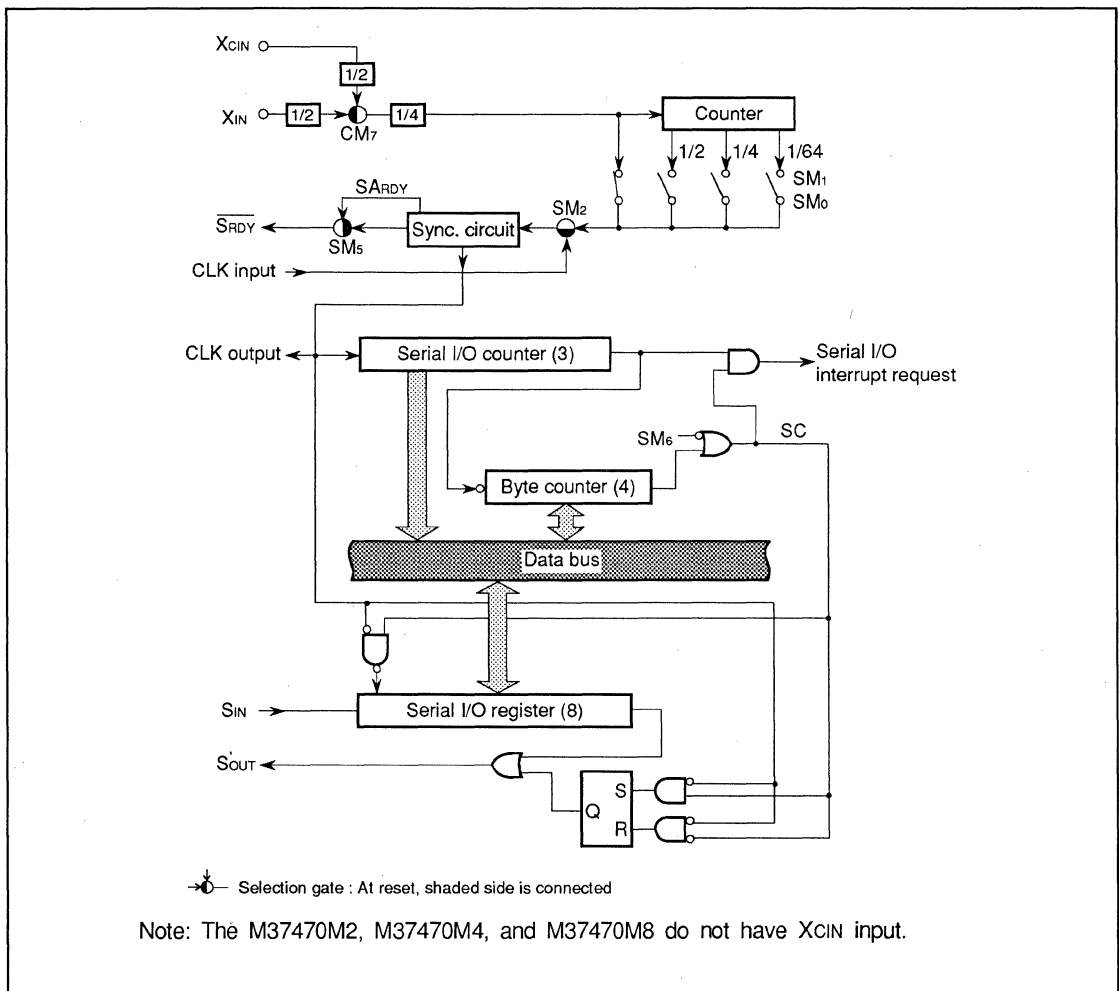 XCIN
1/2
XIN
1/2
CM7
1/4
Counter
1/2
1/4
1/64
SM1
SM0
SARDY
SM2
SRDY
SM5
Sync. circuit
CLK input
CLK output
Serial I/O counter (3)
Serial I/O
interrupt request
SM6
SC
Byte counter (4)
Data bus
SIN
Serial I/O register (8)
SOUT
S
Q
R
Selection gate : At reset, shaded side is connected
Note: The M37470M2, M37470M4, and M37470M8 do not have XCIN input.